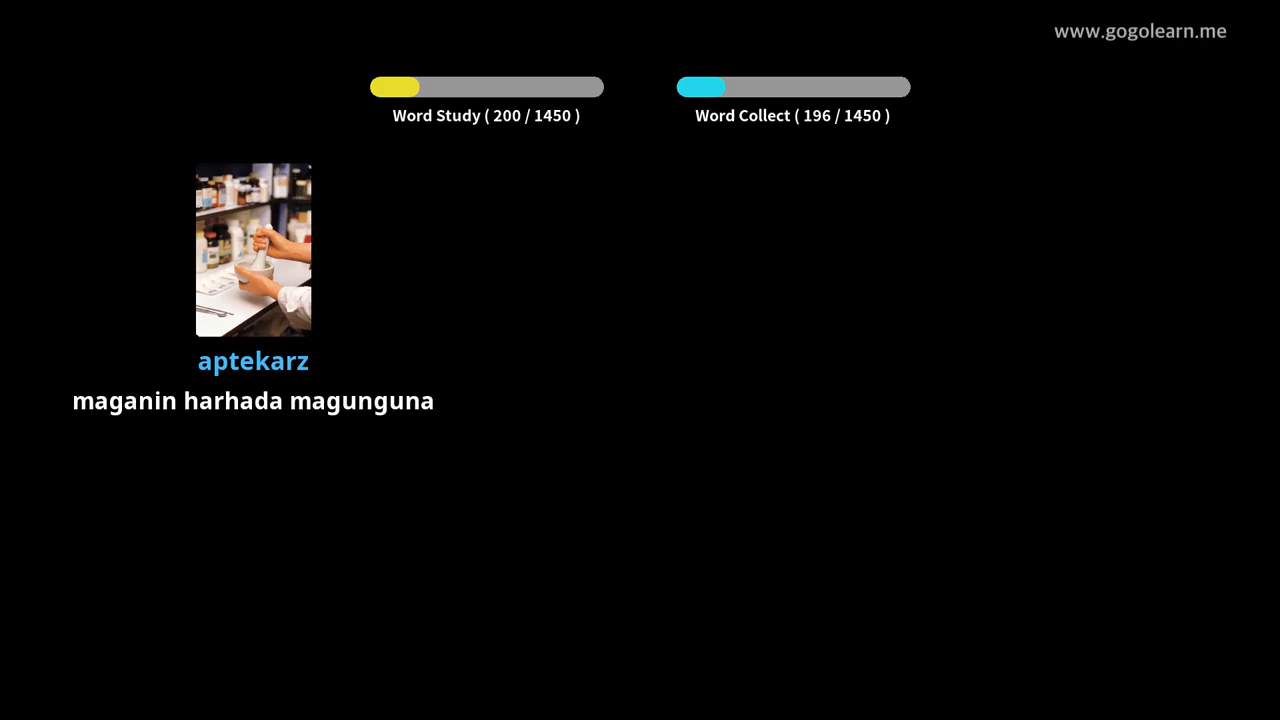 www.gogolearn.me
Word Study ( 200 / 1450 )
Word Collect ( 196 / 1450 )
aptekarz
maganin harhada magunguna